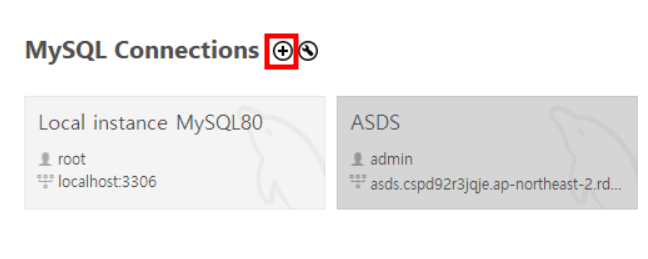 MySQL Connections
Local instance MySQL80
root
localhost:3306
ASDS
admin
asds.cspd92r3jqje.ap-northeast-2.rd...